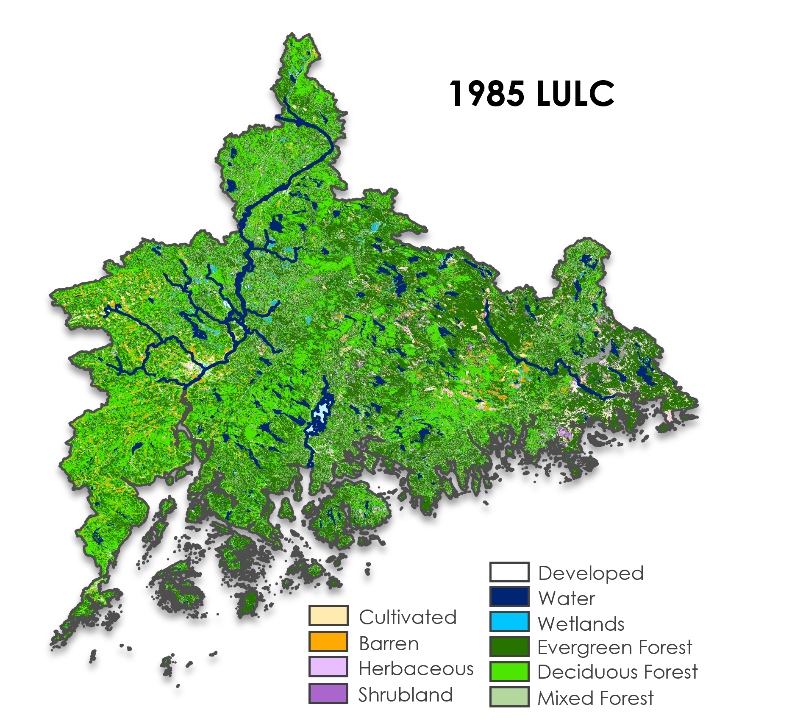 1985 LULC
Cultivated
Barren
Herbaceous
Shrubland
Developed
Water
Wetlands
Evergreen Forest
Deciduous Forest
Mixed Forest